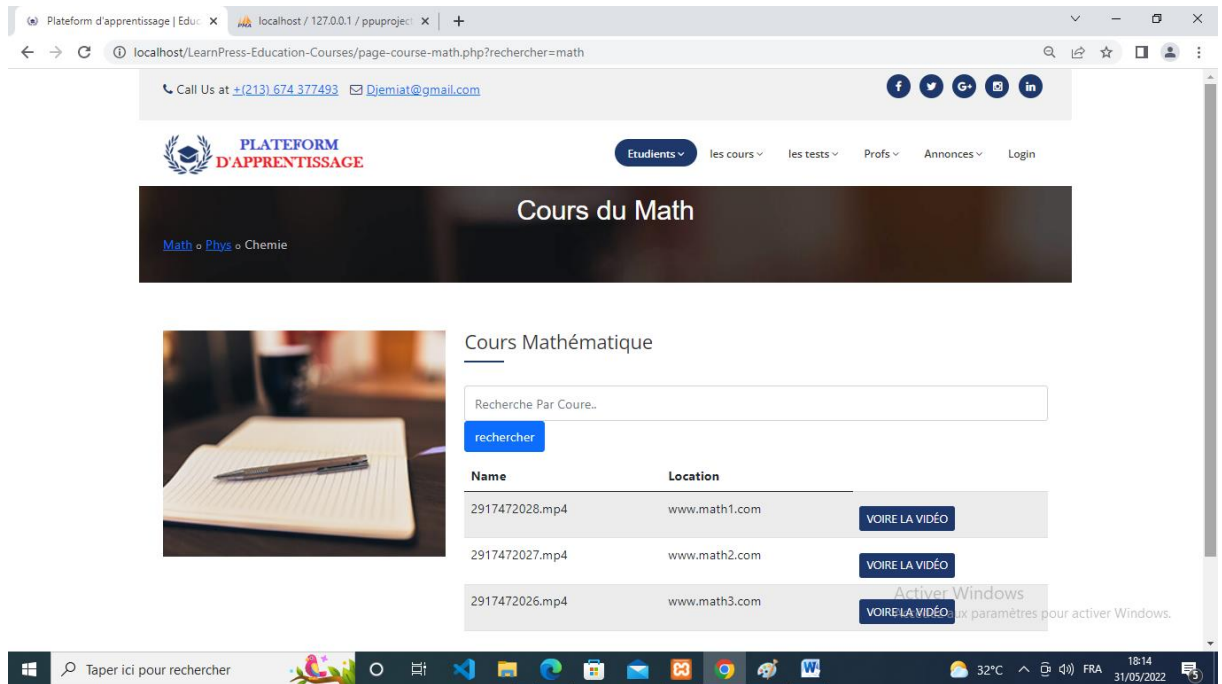 Plateform d'apprentissage | Educ
localhost / 127.0.0.1 / ppuproject
localhost/LearnPress-Education-Courses/page-course-math.php?rechercher=math
Call Us at +(213) 674 377493 Djemiat@gmail.com
f G+ in
PLATEFORM
D'APPRENTISSAGE
Etudients les cours les tests Profs Annonces Login
Cours du Math
Math o Phys o Chemie
Cours Mathématique
Recherche Par Coure..
rechercher
Name Location
2917472028.mp4 www.math1.com VOIRE LA VIDÉO
2917472027.mp4 www.math2.com VOIRE LA VIDÉO
2917472026.mp4 www.math3.com VOIRE LA VIDÉO
Activer Windows
aux paramètres pour activer Windows.
Taper ici pour rechercher 32°C FRA 18:14
31/05/2022 5